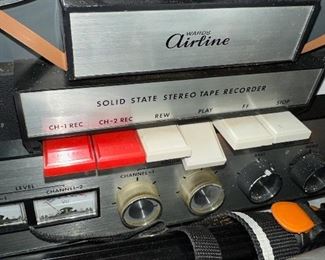 WARDS
Airline
SOLID STATE STEREO TAPE RECORDER
CH-1 REC CH-2 REC REW PLAY FF STOP
LEVEL CHANNEL-2 CHANNEL-1
VU